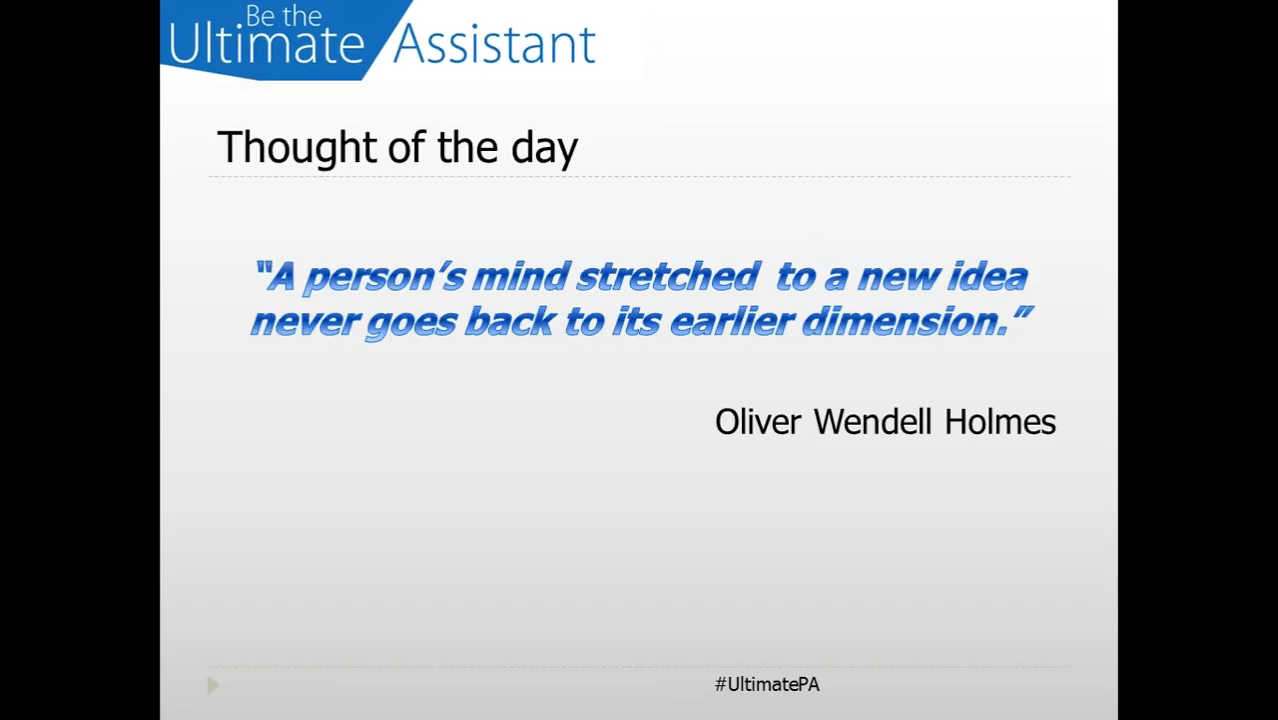 Be the
Ultimate Assistant
Thought of the day
“A person’s mind stretched to a new idea
never goes back to its earlier dimension.”
Oliver Wendell Holmes
#UltimatePA